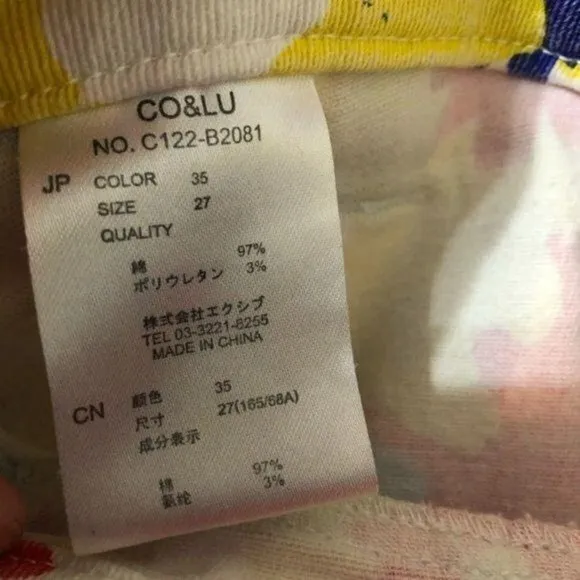 CO&LU
NO. C122-B2081
JP COLOR 35
SIZE 27
QUALITY
綿 97%
ポリウレタン 3%
株式会社エクシブ
TEL 03-3221-8255
MADE IN CHINA
CN 颜色 35
尺寸 27(165/68A)
成分表示
棉 97%
氨纶 3%